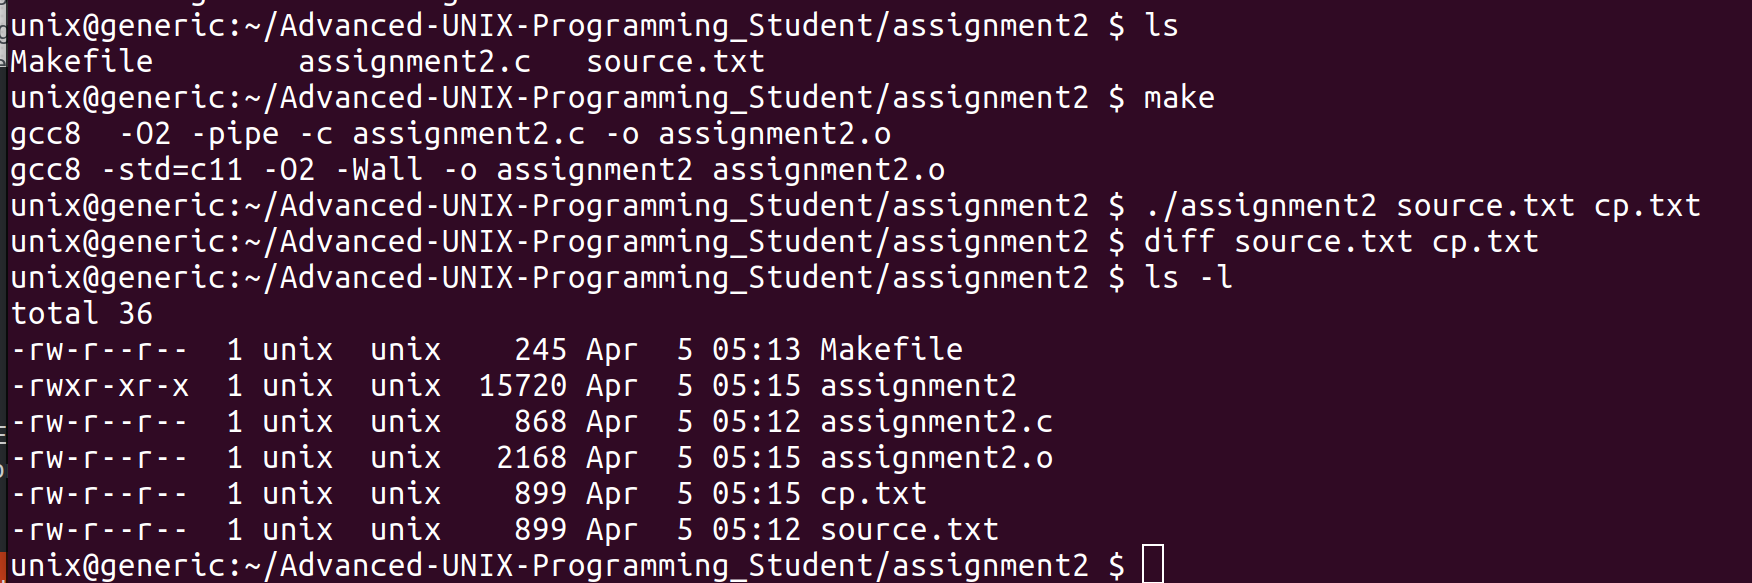 unix@generic:~/Advanced-UNIX-Programming_Student/assignment2 $ ls
Makefile        assignment2.c   source.txt
unix@generic:~/Advanced-UNIX-Programming_Student/assignment2 $ make
gcc8  -O2 -pipe -c assignment2.c -o assignment2.o
gcc8 -std=c11 -O2 -Wall -o assignment2 assignment2.o
unix@generic:~/Advanced-UNIX-Programming_Student/assignment2 $ ./assignment2 source.txt cp.txt
unix@generic:~/Advanced-UNIX-Programming_Student/assignment2 $ diff source.txt cp.txt
unix@generic:~/Advanced-UNIX-Programming_Student/assignment2 $ ls -l
total 36
-rw-r--r--  1 unix  unix    245 Apr  5 05:13 Makefile
-rwxr-xr-x  1 unix  unix  15720 Apr  5 05:15 assignment2
-rw-r--r--  1 unix  unix    868 Apr  5 05:12 assignment2.c
-rw-r--r--  1 unix  unix   2168 Apr  5 05:15 assignment2.o
-rw-r--r--  1 unix  unix    899 Apr  5 05:15 cp.txt
-rw-r--r--  1 unix  unix    899 Apr  5 05:12 source.txt
unix@generic:~/Advanced-UNIX-Programming_Student/assignment2 $